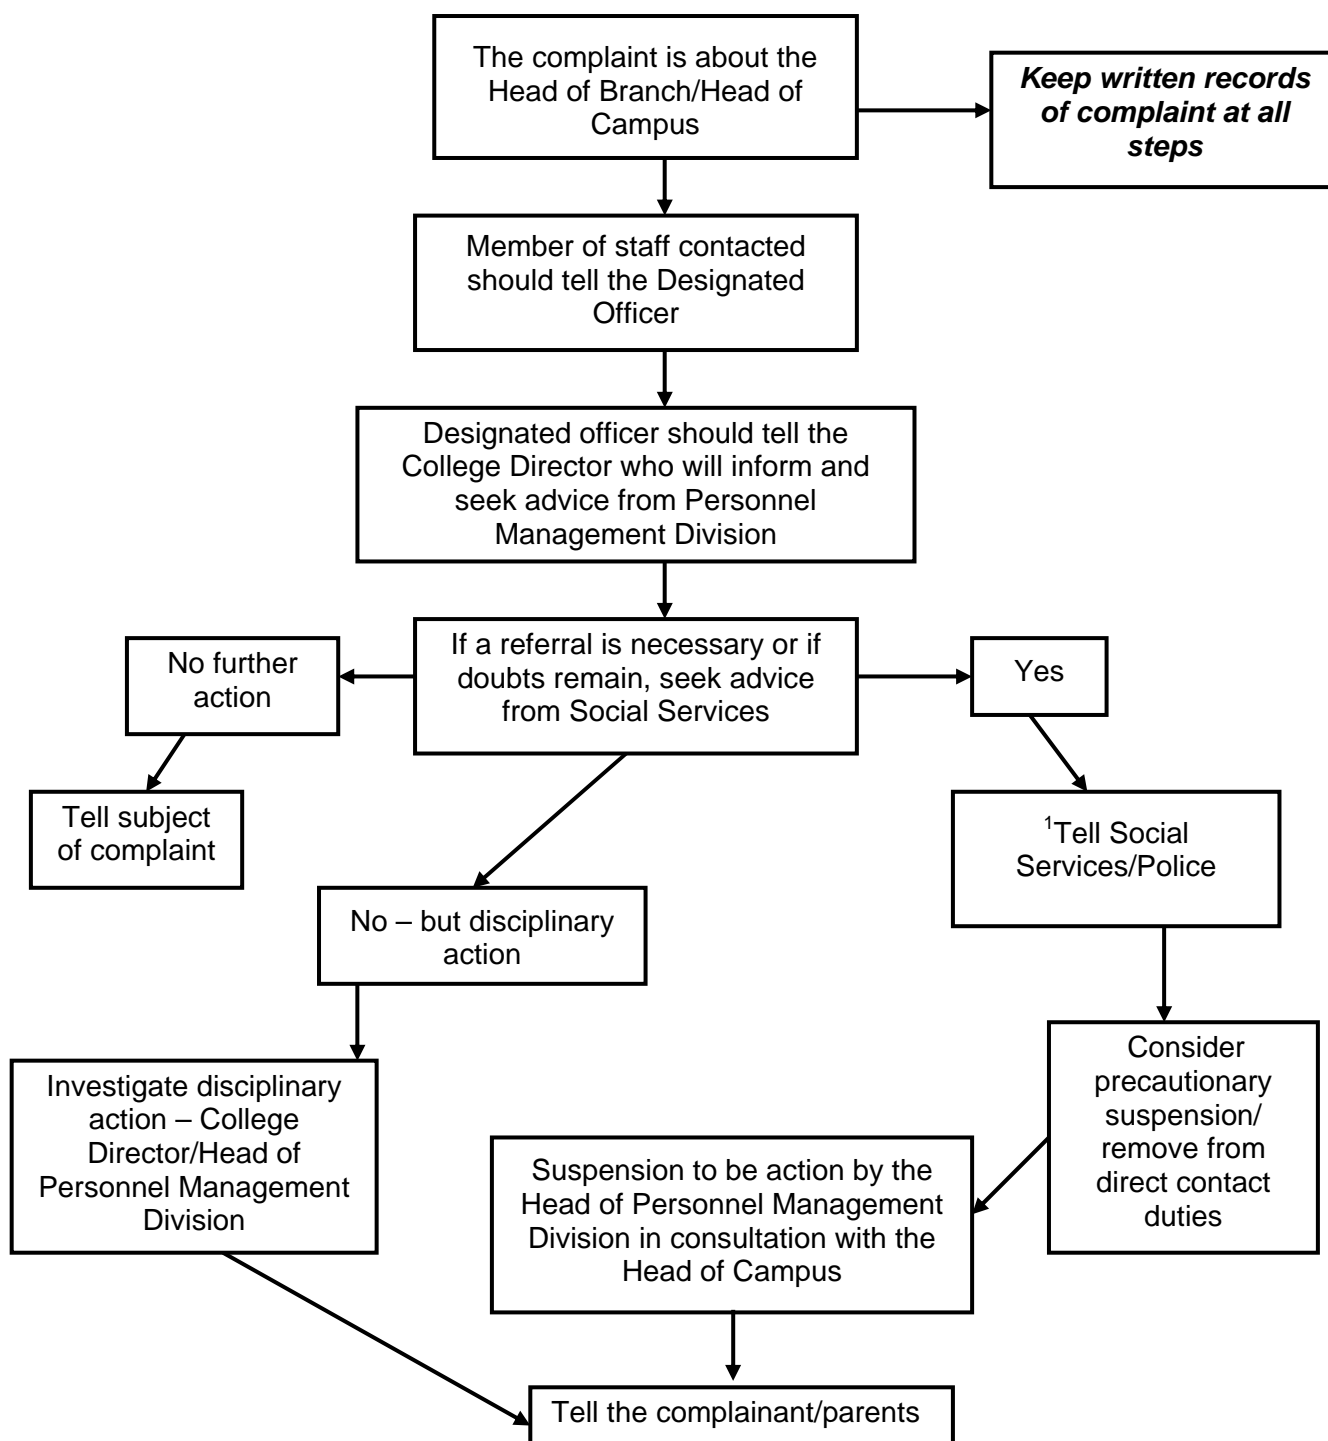 The complaint is about the
Head of Branch/Head of
Campus
Keep written records
of complaint at all
steps
Member of staff contacted
should tell the Designated
Officer
Designated officer should tell the
College Director who will inform and
seek advice from Personnel
Management Division
No further
action
If a referral is necessary or if
doubts remain, seek advice
from Social Services
Yes
Tell subject
of complaint
¹Tell Social
Services/Police
No – but disciplinary
action
Investigate disciplinary
action – College
Director/Head of
Personnel Management
Division
Consider
precautionary
suspension/
remove from
direct contact
duties
Suspension to be action by the
Head of Personnel Management
Division in consultation with the
Head of Campus
Tell the complainant/parents